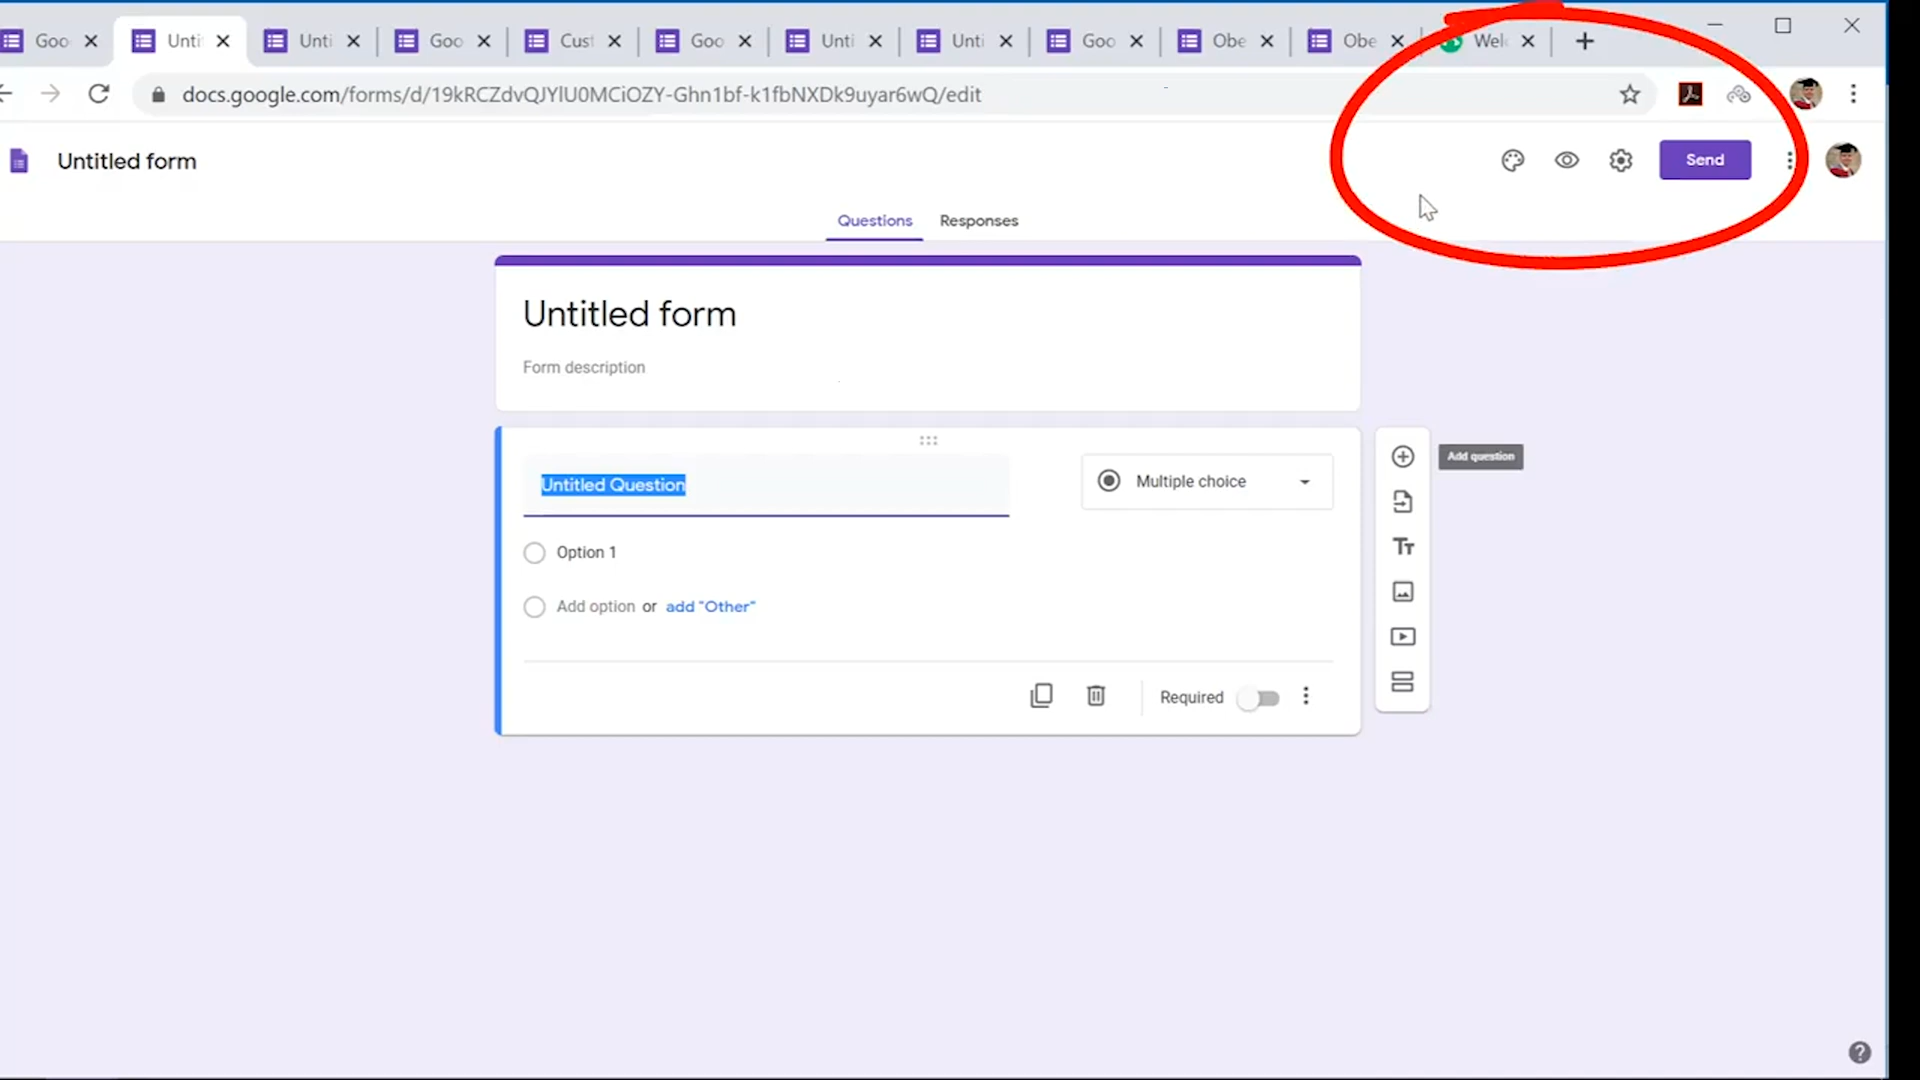 Goo
Unti
Unti
Goo
Cust
Goo
Unti
Unti
Goo
Obe
Obe
Welc
docs.google.com/forms/d/19kRCZdvQJYlU0MCiOZY-Ghn1bf-k1fbNXDk9uyar6wQ/edit
Untitled form
Send
Questions
Responses
Untitled form
Form description
Untitled Question
Multiple choice
Add question
Option 1
Add option or add "Other"
Required